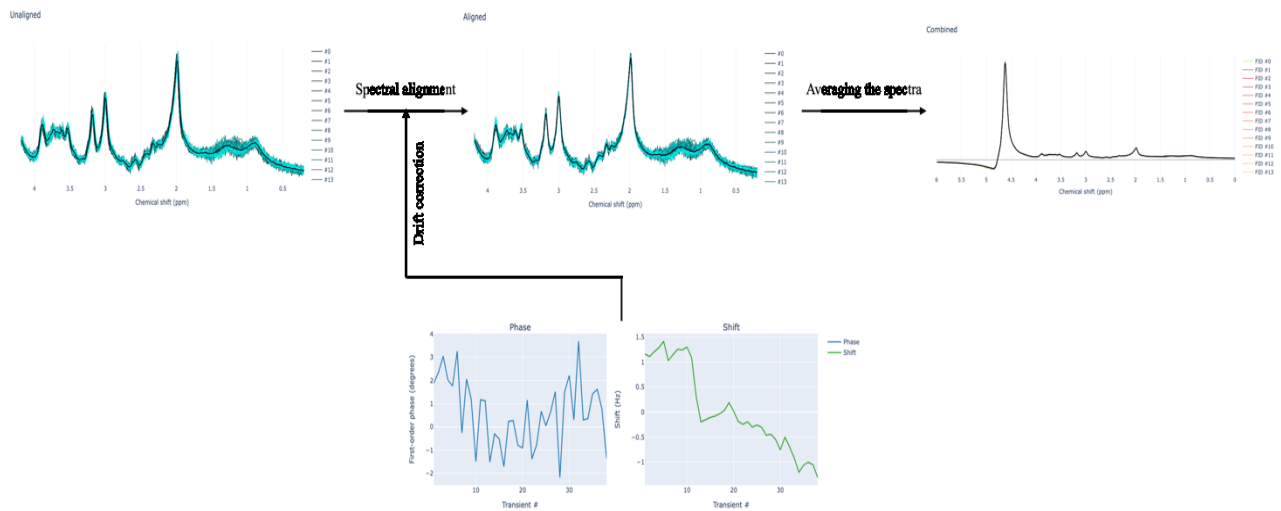 Unaligned
#0
#1
#2
#3
#4
#5
#6
#7
#8
#9
#10
#11
#12
#13
4
3.5
3
2.5
2
1.5
1
0.5
Chemical shift (ppm)
Spectral alignment
Drift correction
Aligned
#0
#1
#2
#3
#4
#5
#6
#7
#8
#9
#10
#11
#12
#13
4
3.5
3
2.5
2
1.5
1
0.5
Chemical shift (ppm)
Averaging the spectra
Combined
FID #0
FID #1
FID #2
FID #3
FID #4
FID #5
FID #6
FID #7
FID #8
FID #9
FID #10
FID #11
FID #12
FID #13
6
5.5
5
4.5
4
3.5
3
2.5
2
1.5
1
0.5
0
Chemical shift (ppm)
Phase
First-order phase (degrees)
4
3
2
1
0
−1
−2
10
20
30
Transient #
Shift
Shift (Hz)
1.5
1
0.5
0
−0.5
−1
10
20
30
Transient #
Phase
Shift